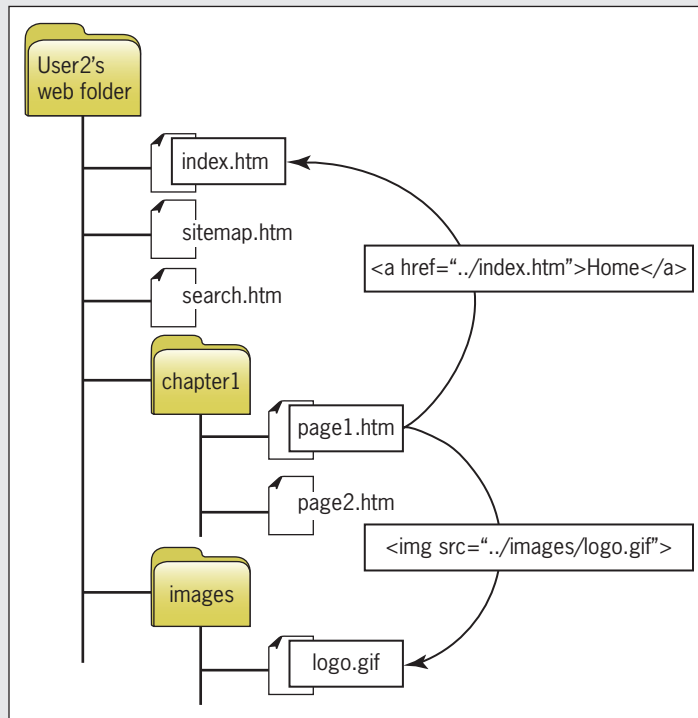 User2's
web folder
index.htm
sitemap.htm
<a href=“../index.htm”>Home</a>
search.htm
chapter1
page1.htm
page2.htm
<img src=“../images/logo.gif”>
images
logo.gif